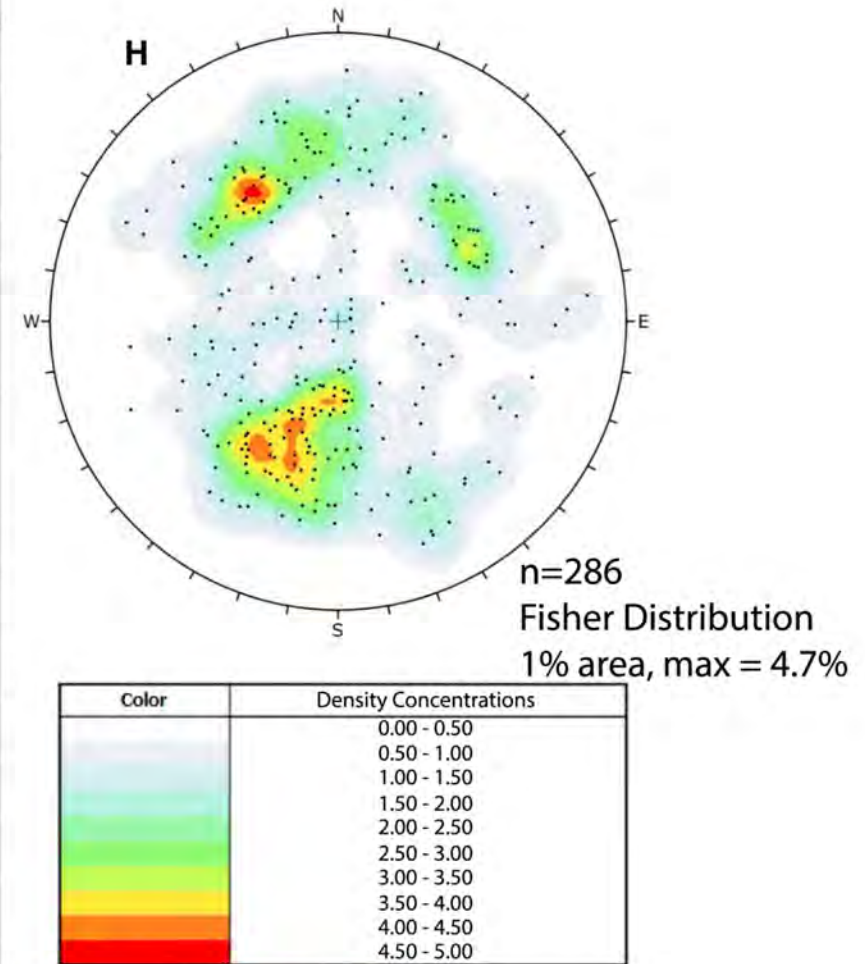 N
H
W
E
S
n=286
Fisher Distribution
1% area, max = 4.7%
Color Density Concentrations
0.00 - 0.50
0.50 - 1.00
1.00 - 1.50
1.50 - 2.00
2.00 - 2.50
2.50 - 3.00
3.00 - 3.50
3.50 - 4.00
4.00 - 4.50
4.50 - 5.00